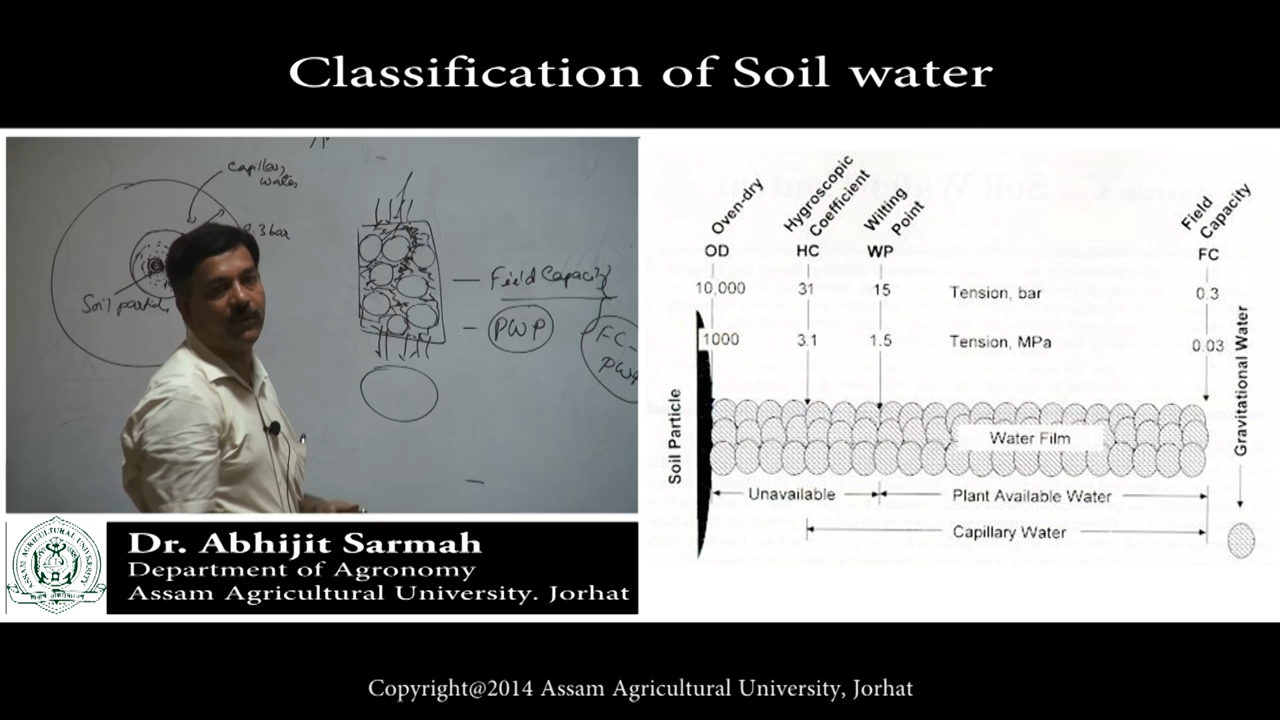 Classification of Soil water
capillary
water
0.3 bar
Soil particle
Field Capacity
PWP
FC -
PWP
Oven-dry
Hygroscopic
Coefficient
Wilting
Point
Field
Capacity
OD
HC
WP
FC
10,000
31
15
Tension, bar
0.3
1000
3.1
1.5
Tension, MPa
0.03
Soil Particle
Water Film
Gravitational Water
Unavailable
Plant Available Water
Capillary Water
Dr. Abhijit Sarmah
Department of Agronomy
Assam Agricultural University. Jorhat
Copyright@2014 Assam Agricultural University, Jorhat